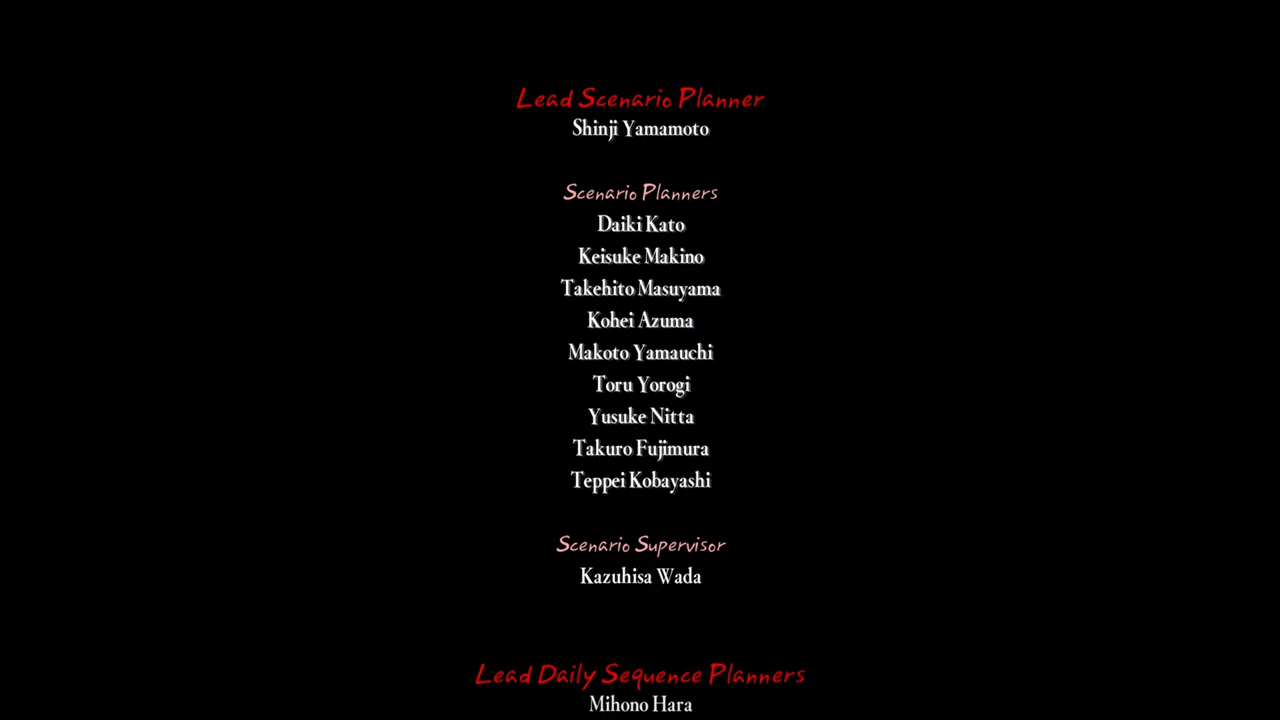 Lead Scenario Planner
Shinji Yamamoto
Scenario Planners
Daiki Kato
Keisuke Makino
Takehito Masuyama
Kohei Azuma
Makoto Yamauchi
Toru Yorogi
Yusuke Nitta
Takuro Fujimura
Teppei Kobayashi
Scenario Supervisor
Kazuhisa Wada
Lead Daily Sequence Planners
Mihono Hara